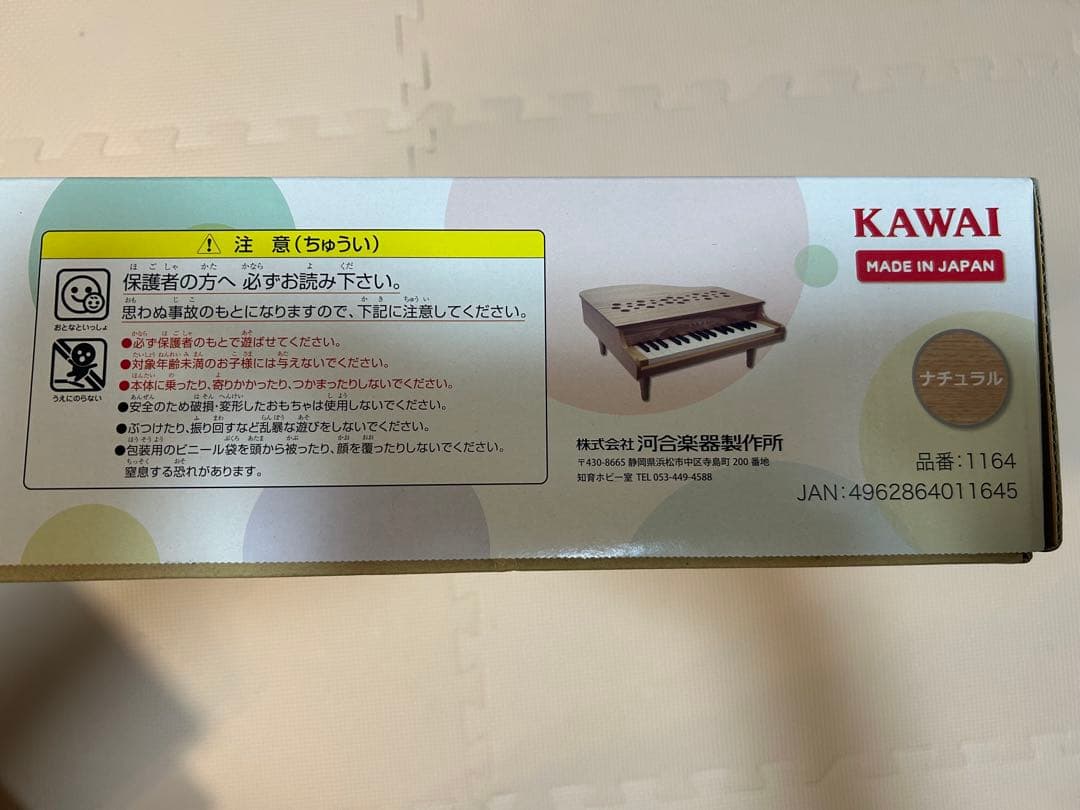 ⚠ 注 意(ちゅうい)
保護者の方へ 必ずお読み下さい。
思わぬ事故のもとになりますので、下記に注意してください。
●必ず保護者のもとで遊ばせてください。
●対象年齢未満のお子様には与えないでください。
●本体に乗ったり、寄りかかったり、つかまったりしないでください。
●安全のため破損・変形したおもちゃは使用しないでください。
●ぶつけたり、振り回すなど乱暴な遊びをしないでください。
●包装用のビニール袋を頭から被ったり、顔を覆ったりしないでください。
窒息する恐れがあります。
おとなといっしょ
うえにのらない
KAWAI
MADE IN JAPAN
ナチュラル
株式会社 河合楽器製作所
〒430-8665 静岡県浜松市中区寺島町 200 番地
知育ホビー室 TEL 053-449-4588
品番:1164
JAN:4962864011645